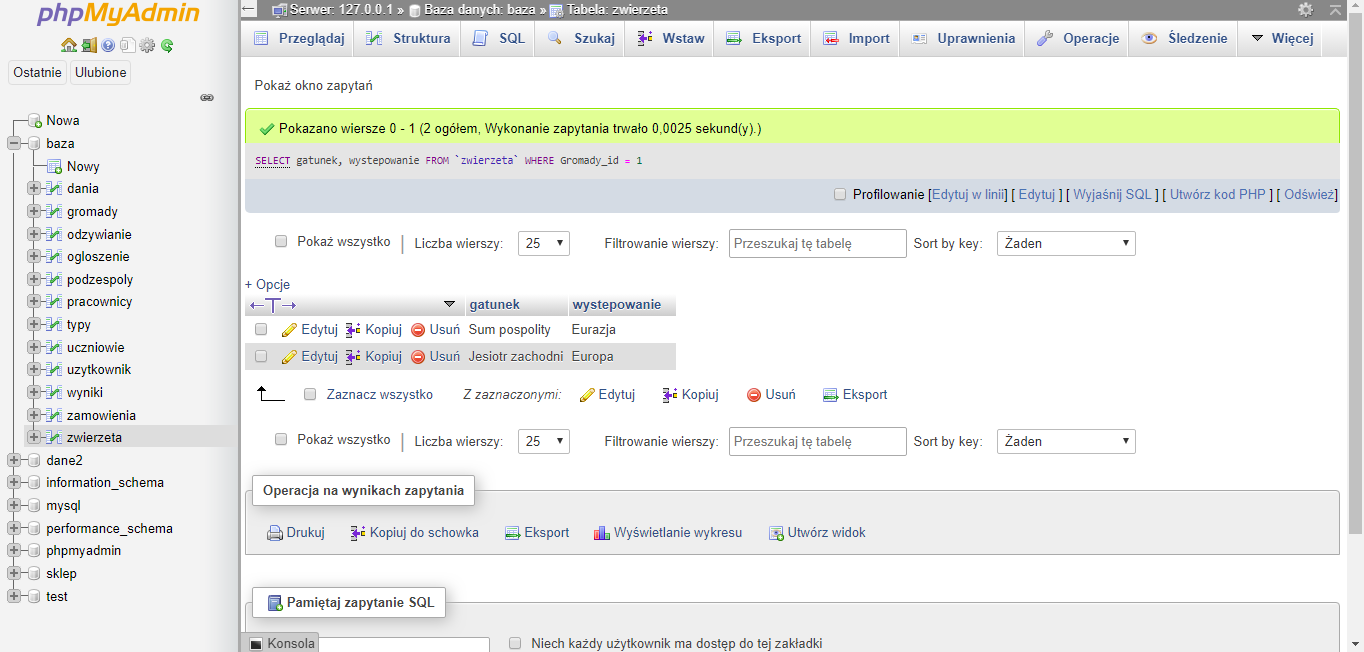 phpMyAdmin
Ostatnie Ulubione
Nowa
baza
Nowy
dania
gromady
odzywianie
ogloszenie
podzespoly
pracownicy
typy
uczniowie
uzytkownik
wyniki
zamowienia
zwierzeta
dane2
information_schema
mysql
performance_schema
phpmyadmin
sklep
test
Serwer: 127.0.0.1 » Baza danych: baza » Tabela: zwierzeta
Przeglądaj Struktura SQL Szukaj Wstaw Eksport Import Uprawnienia Operacje Śledzenie Więcej
Pokaż okno zapytań
Pokazano wiersze 0 - 1 (2 ogółem, Wykonanie zapytania trwało 0,0025 sekund(y).)
SELECT gatunek, wystepowanie FROM `zwierzeta` WHERE Gromady_id = 1
Profilowanie [Edytuj w linii] [ Edytuj ] [ Wyjaśnij SQL ] [ Utwórz kod PHP ] [ Odśwież]
Pokaż wszystko | Liczba wierszy: 25 Filtrowanie wierszy: Przeszukaj tę tabelę Sort by key: Żaden
+ Opcje
←T→ gatunek wystepowanie
Edytuj Kopiuj Usuń Sum pospolity Eurazja
Edytuj Kopiuj Usuń Jesiotr zachodni Europa
Zaznacz wszystko Z zaznaczonymi: Edytuj Kopiuj Usuń Eksport
Pokaż wszystko | Liczba wierszy: 25 Filtrowanie wierszy: Przeszukaj tę tabelę Sort by key: Żaden
Operacja na wynikach zapytania
Drukuj Kopiuj do schowka Eksport Wyświetlanie wykresu Utwórz widok
Pamiętaj zapytanie SQL
Konsola Niech każdy użytkownik ma dostęp do tej zakładki